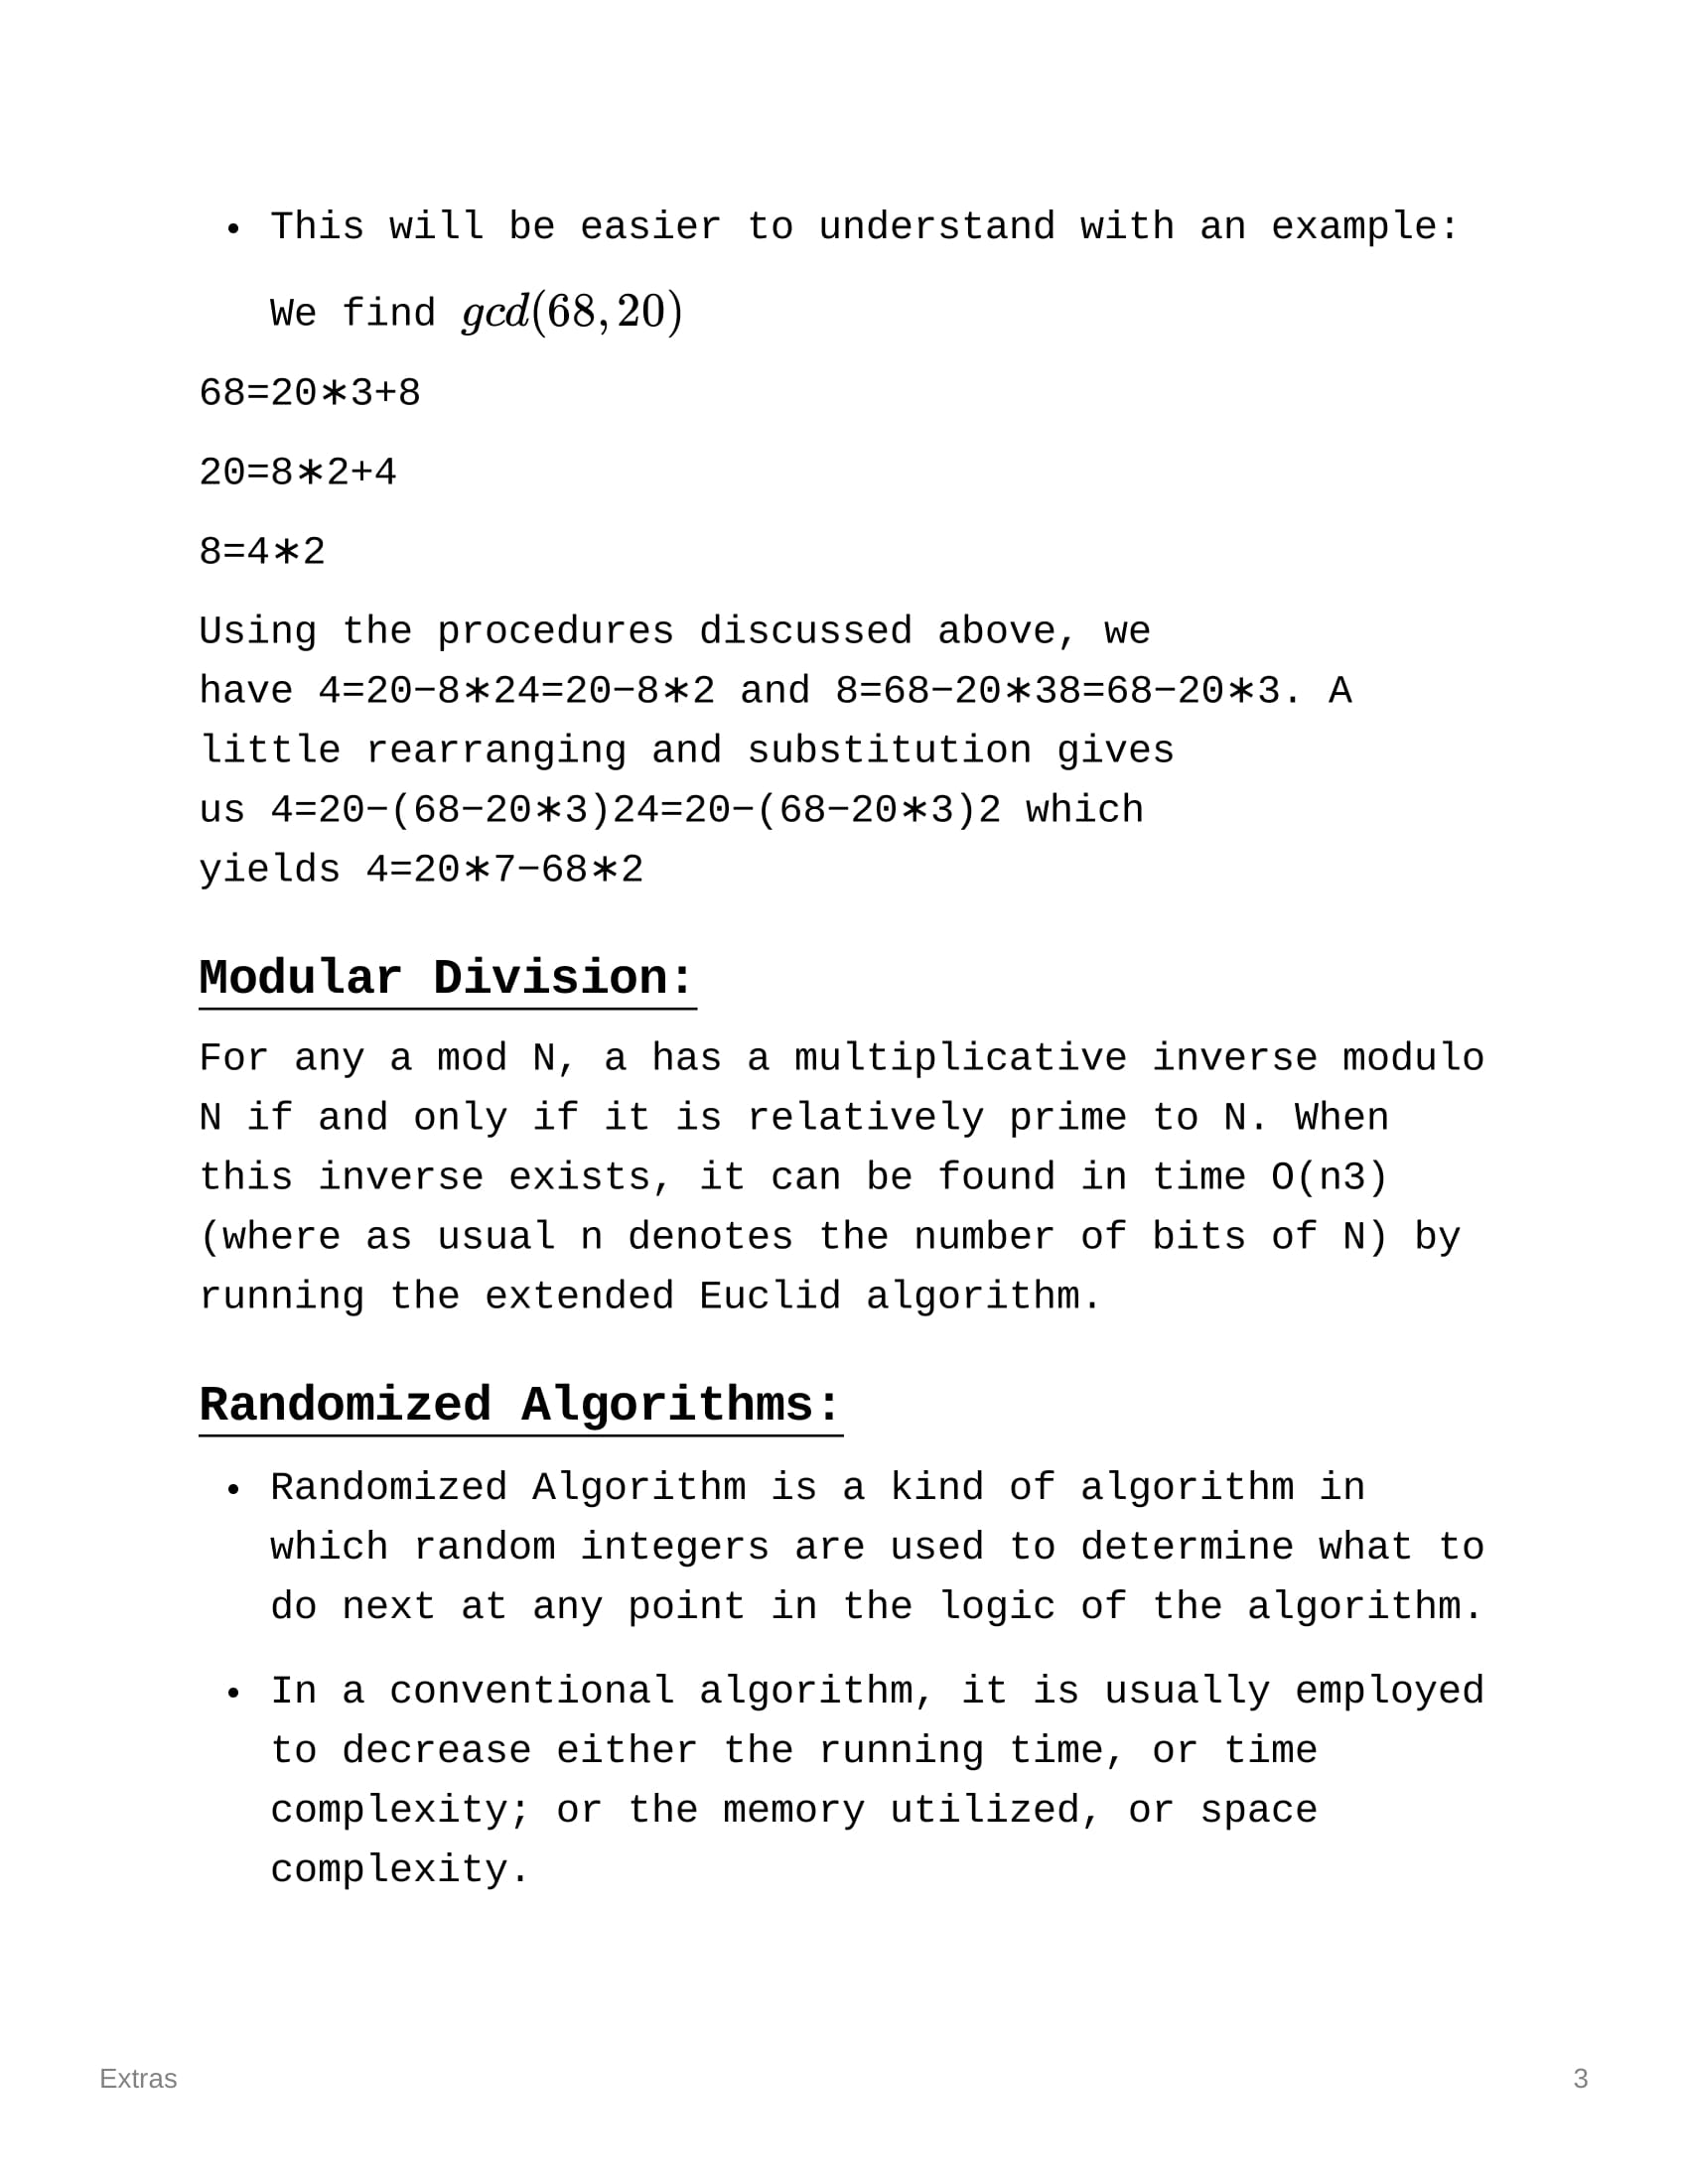 • This will be easier to understand with an example:
We find gcd(68, 20)
68=20∗3+8
20=8∗2+4
8=4∗2
Using the procedures discussed above, we
have 4=20−8∗24=20−8∗2 and 8=68−20∗38=68−20∗3. A
little rearranging and substitution gives
us 4=20−(68−20∗3)24=20−(68−20∗3)2 which
yields 4=20∗7−68∗2
Modular Division:
For any a mod N, a has a multiplicative inverse modulo
N if and only if it is relatively prime to N. When
this inverse exists, it can be found in time O(n3)
(where as usual n denotes the number of bits of N) by
running the extended Euclid algorithm.
Randomized Algorithms:
• Randomized Algorithm is a kind of algorithm in
which random integers are used to determine what to
do next at any point in the logic of the algorithm.
• In a conventional algorithm, it is usually employed
to decrease either the running time, or time
complexity; or the memory utilized, or space
complexity.
Extras 3